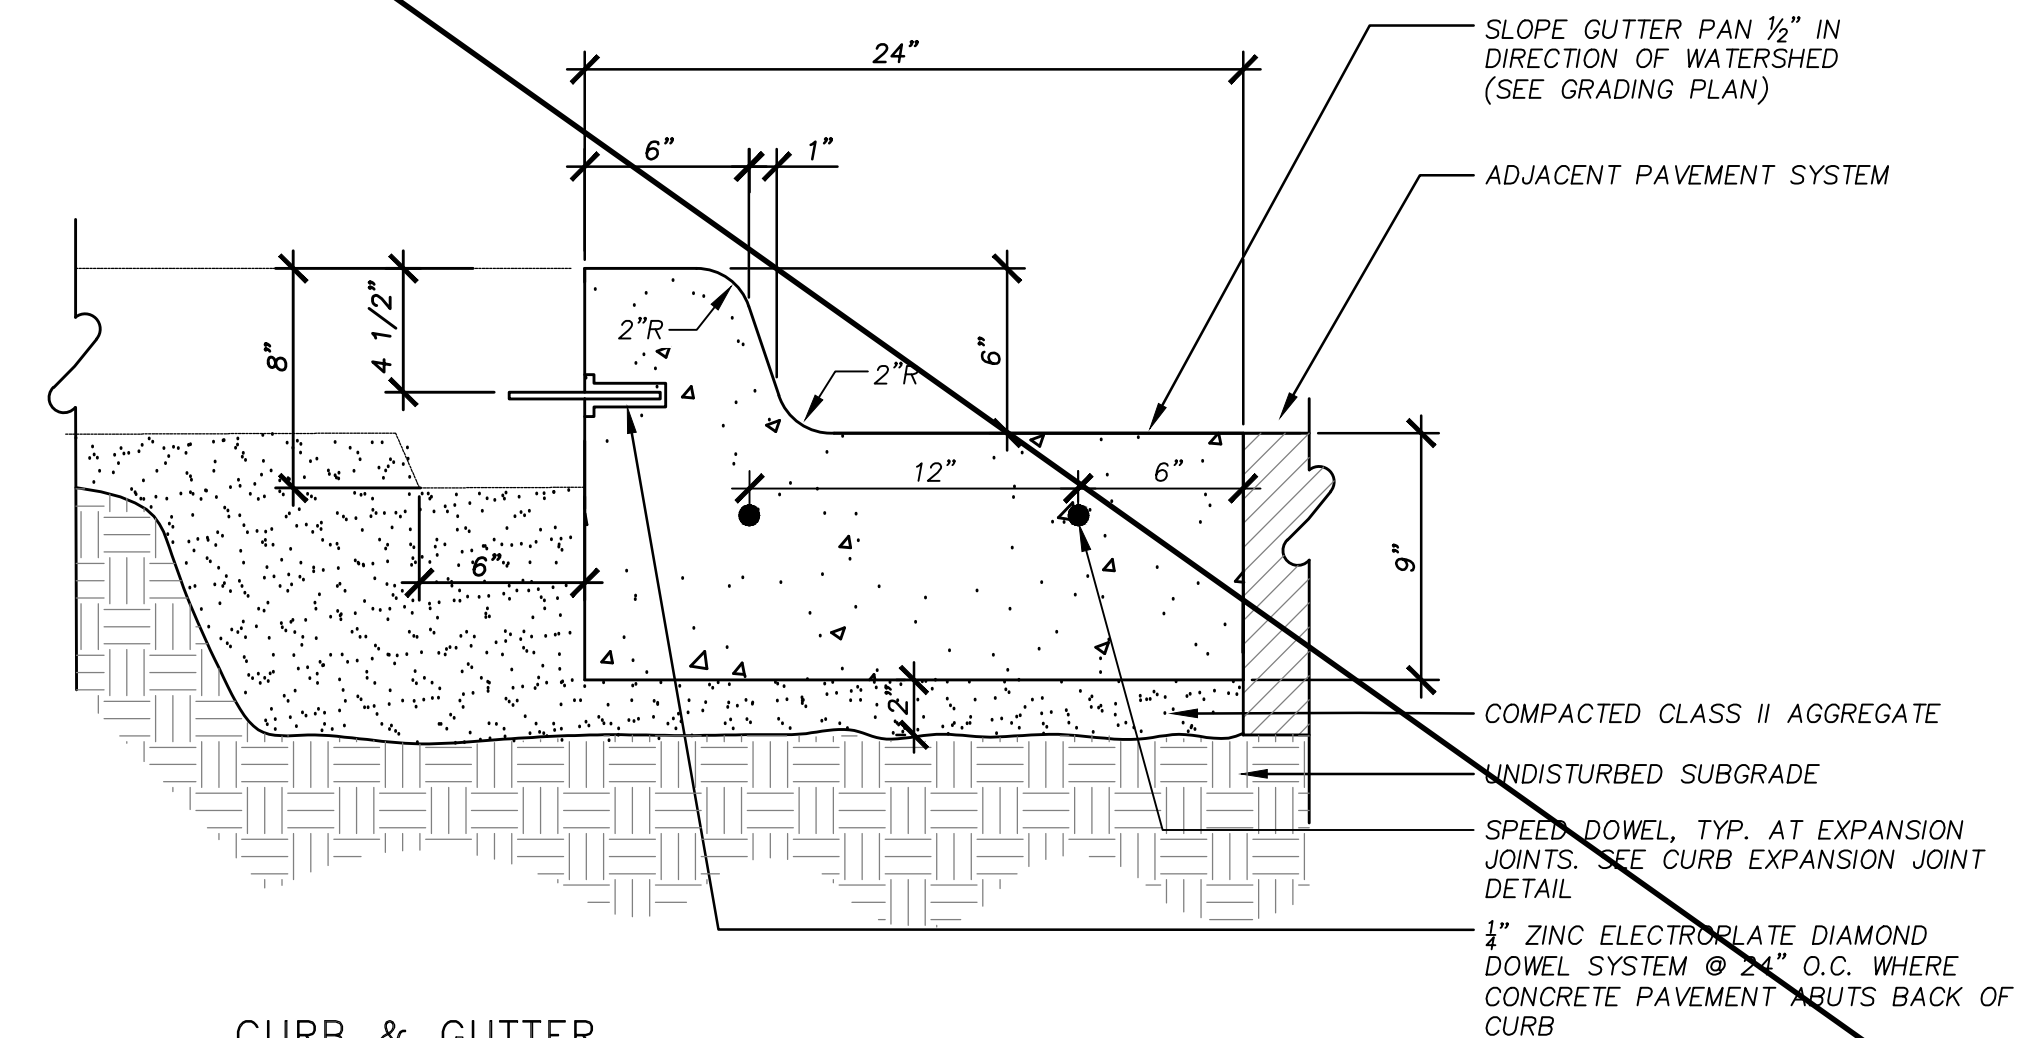 24"
6"
1"
SLOPE GUTTER PAN ½" IN
DIRECTION OF WATERSHED
(SEE GRADING PLAN)
ADJACENT PAVEMENT SYSTEM
8"
4 1/2"
2"R
2"R
6"
12"
6"
6"
9"
2"
COMPACTED CLASS II AGGREGATE
UNDISTURBED SUBGRADE
SPEED DOWEL, TYP. AT EXPANSION
JOINTS. SEE CURB EXPANSION JOINT
DETAIL
¼" ZINC ELECTROPLATE DIAMOND
DOWEL SYSTEM @ 24" O.C. WHERE
CONCRETE PAVEMENT ABUTS BACK OF
CURB
CURB & GUTTER